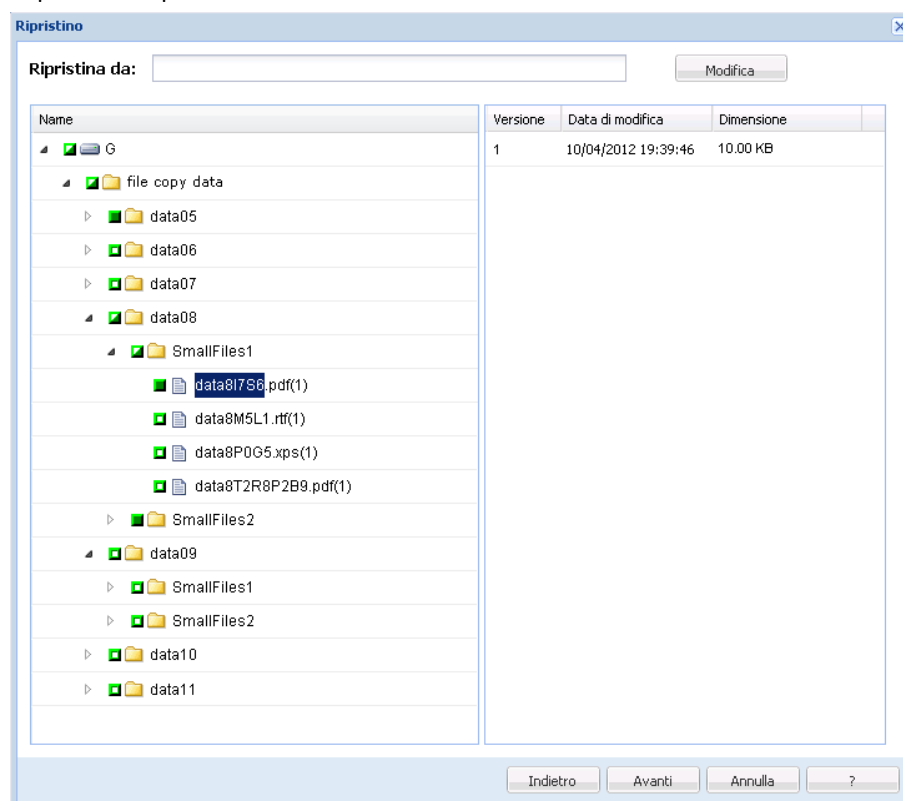 Ripristino
Ripristina da:
Modifica
Name
Versione Data di modifica Dimensione
G
1 10/04/2012 19:39:46 10.00 KB
file copy data
data05
data06
data07
data08
SmallFiles1
data8I7S6.pdf(1)
data8M5L1.rtf(1)
data8P0G5.xps(1)
data8T2R8P2B9.pdf(1)
SmallFiles2
data09
SmallFiles1
SmallFiles2
data10
data11
Indietro Avanti Annulla ?